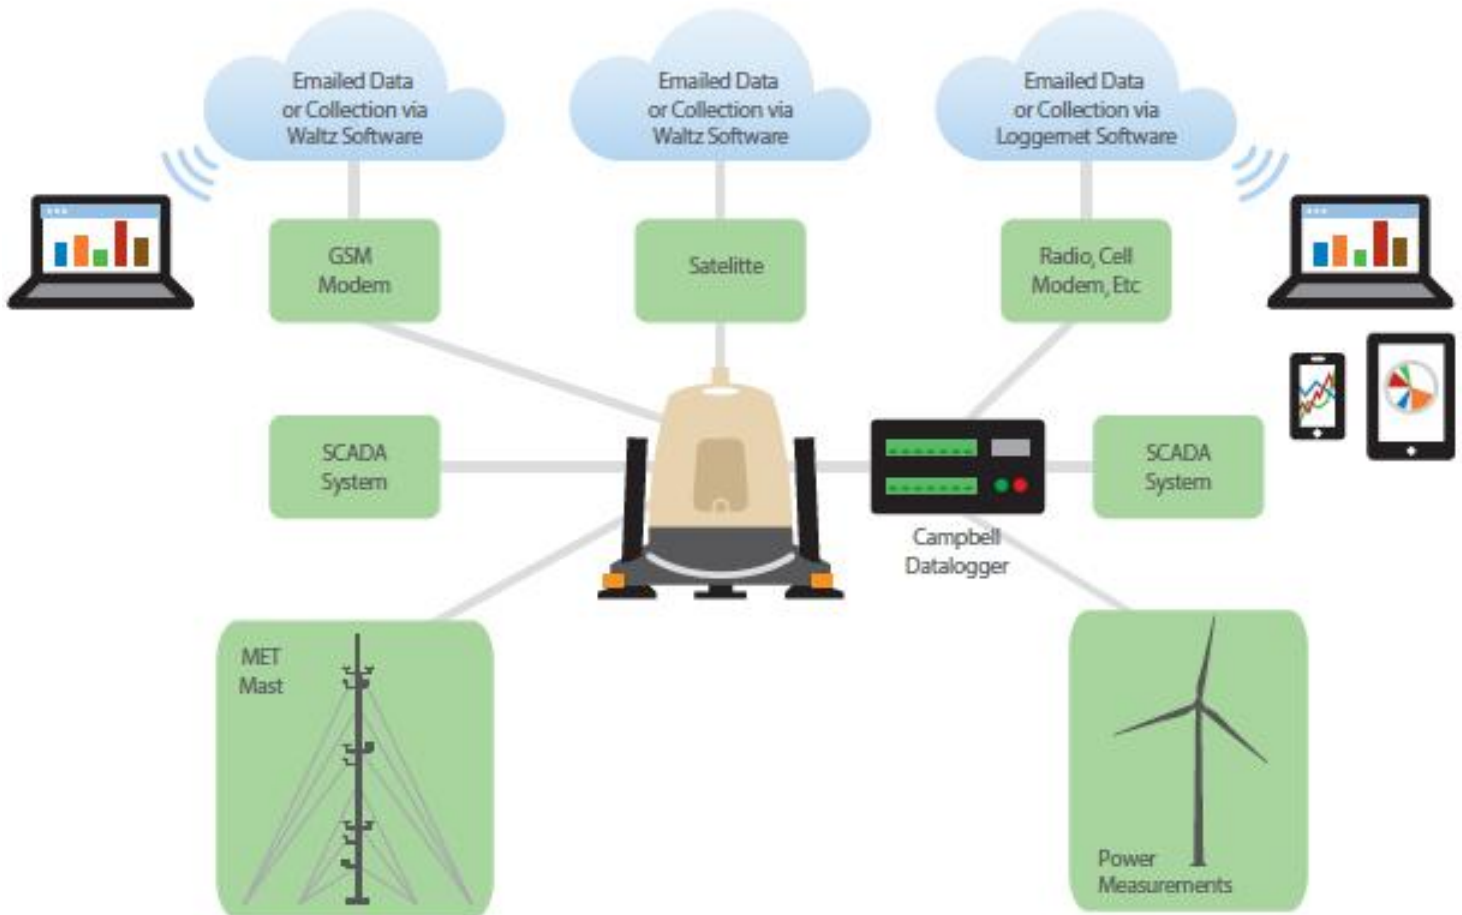 Emailed Data
or Collection via
Waltz Software
Emailed Data
or Collection via
Waltz Software
Emailed Data
or Collection via
Loggernet Software
GSM
Modem
Satelitte
Radio, Cell
Modem, Etc
SCADA
System
SCADA
System
Campbell
Datalogger
MET
Mast
Power
Measurements